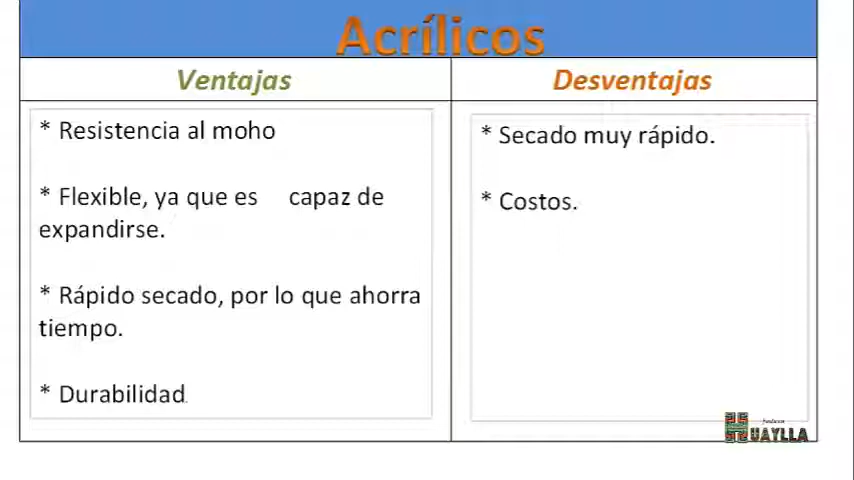 Acrílicos
Ventajas
Desventajas
* Resistencia al moho
* Flexible, ya que es capaz de
expandirse.
* Rápido secado, por lo que ahorra
tiempo.
* Durabilidad
* Secado muy rápido.
* Costos.
HUAYLLA